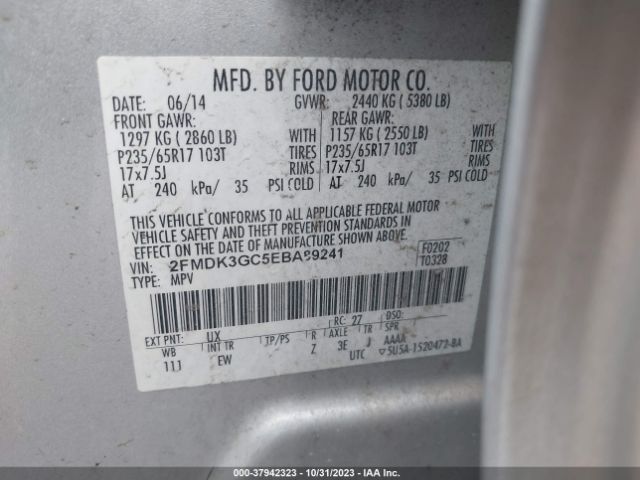 MFD. BY FORD MOTOR CO.
DATE: 06/14 GVWR: 2440 KG ( 5380 LB)
FRONT GAWR: REAR GAWR:
1297 KG ( 2860 LB) WITH 1157 KG ( 2550 LB) WITH
P235/65R17 103T TIRES P235/65R17 103T TIRES
17x7.5J RIMS 17x7.5J RIMS
AT 240 kPa/ 35 PSI COLD AT 240 kPa/ 35 PSI COLD
THIS VEHICLE CONFORMS TO ALL APPLICABLE FEDERAL MOTOR
VEHICLE SAFETY AND THEFT PREVENTION STANDARDS IN
EFFECT ON THE DATE OF MANUFACTURE SHOWN ABOVE.
VIN: 2FMDK3GC5EBA89241 F0202
TYPE: MPV T0328
EXT PNT: UX RC: 27 DSO:
WB INT TR TP/PS R AXLE TR SPR
111 EW Z 3E J AAAA
UTC 5U5A-1520472-BA
000-37942323 - 10/31/2023 - IAA Inc.